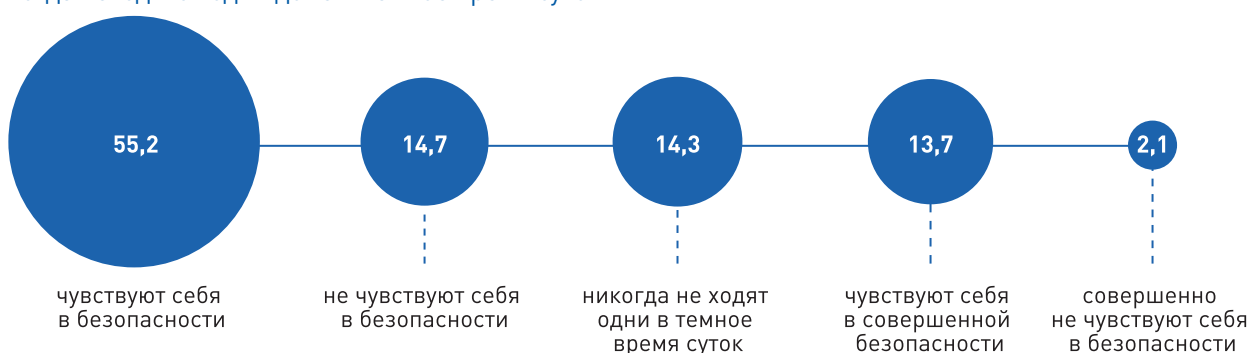 55,2
14,7
14,3
13,7
2,1
чувствуют себя
в безопасности
не чувствуют себя
в безопасности
никогда не ходят
одни в темное
время суток
чувствуют себя
в совершенной
безопасности
совершенно
не чувствуют себя
в безопасности